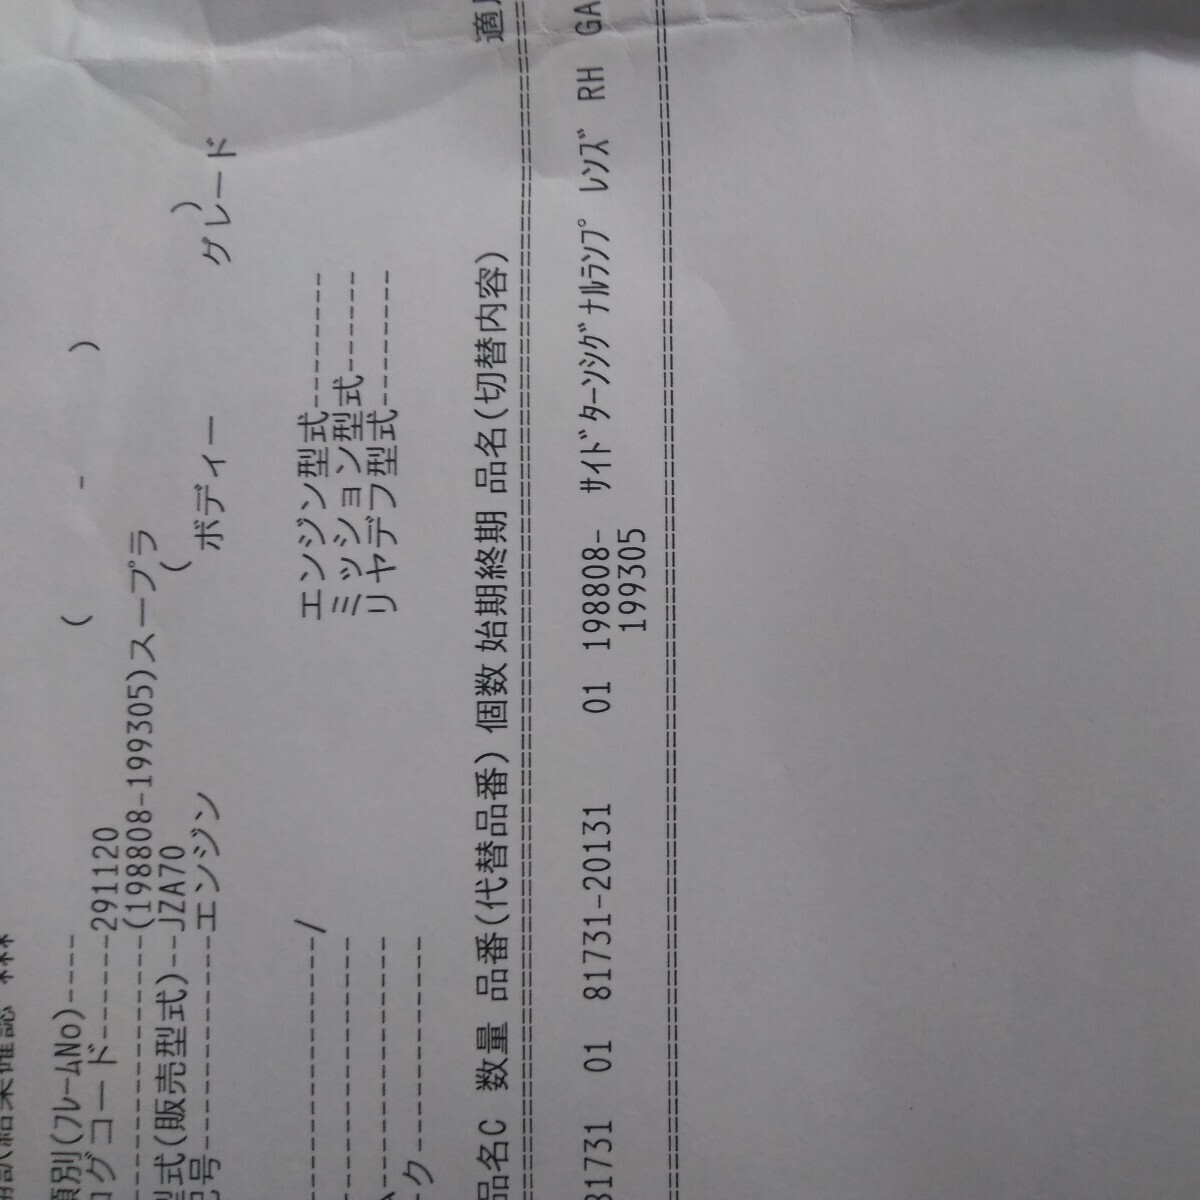 類別(ﾌﾚｰﾑNo)---- ( - )
ログコード------291120
--------------(198808-199305)スープラ
型式(販売型式)--JZA70 ( )
記号--------------エンジン ボディー グレード
--------------/ エンジン型式---------
-------------- ミッション型式-------
-------------- リヤデフ型式---------
ク-------------
品名C 数量 品番(代替品番) 個数 始期終期 品名(切替内容) 適
81731 01 81731-20131 01 198808- ｻｲﾄﾞﾀｰﾝｼｸﾞﾅﾙﾗﾝﾌﾟ ﾚﾝｽﾞ RH GA
199305